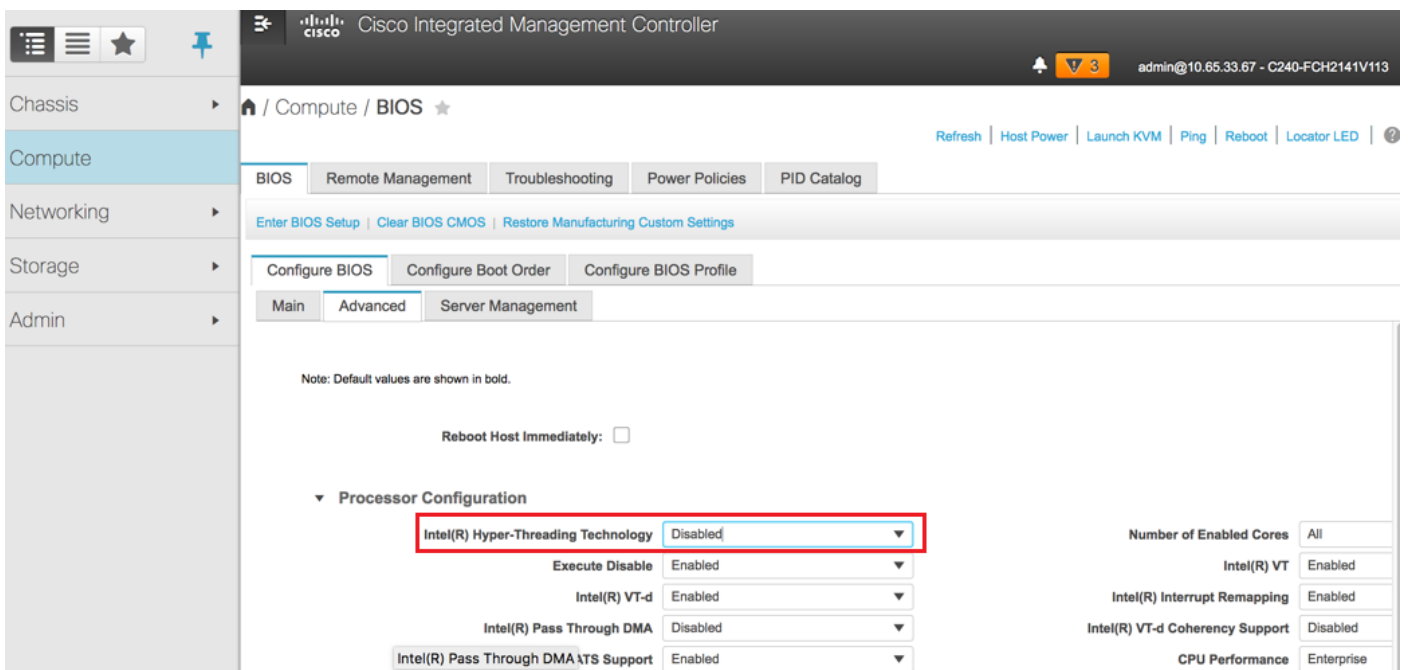 cisco Cisco Integrated Management Controller
3 admin@10.65.33.67 - C240-FCH2141V113
Chassis
Compute
Networking
Storage
Admin
/ Compute / BIOS
Refresh | Host Power | Launch KVM | Ping | Reboot | Locator LED | ?
BIOS Remote Management Troubleshooting Power Policies PID Catalog
Enter BIOS Setup | Clear BIOS CMOS | Restore Manufacturing Custom Settings
Configure BIOS Configure Boot Order Configure BIOS Profile
Main Advanced Server Management
Note: Default values are shown in bold.
Reboot Host Immediately:
Processor Configuration
Intel(R) Hyper-Threading Technology Disabled Number of Enabled Cores All
Execute Disable Enabled Intel(R) VT Enabled
Intel(R) VT-d Enabled Intel(R) Interrupt Remapping Enabled
Intel(R) Pass Through DMA Disabled Intel(R) VT-d Coherency Support Disabled
Intel(R) Pass Through DMA ATS Support Enabled CPU Performance Enterprise